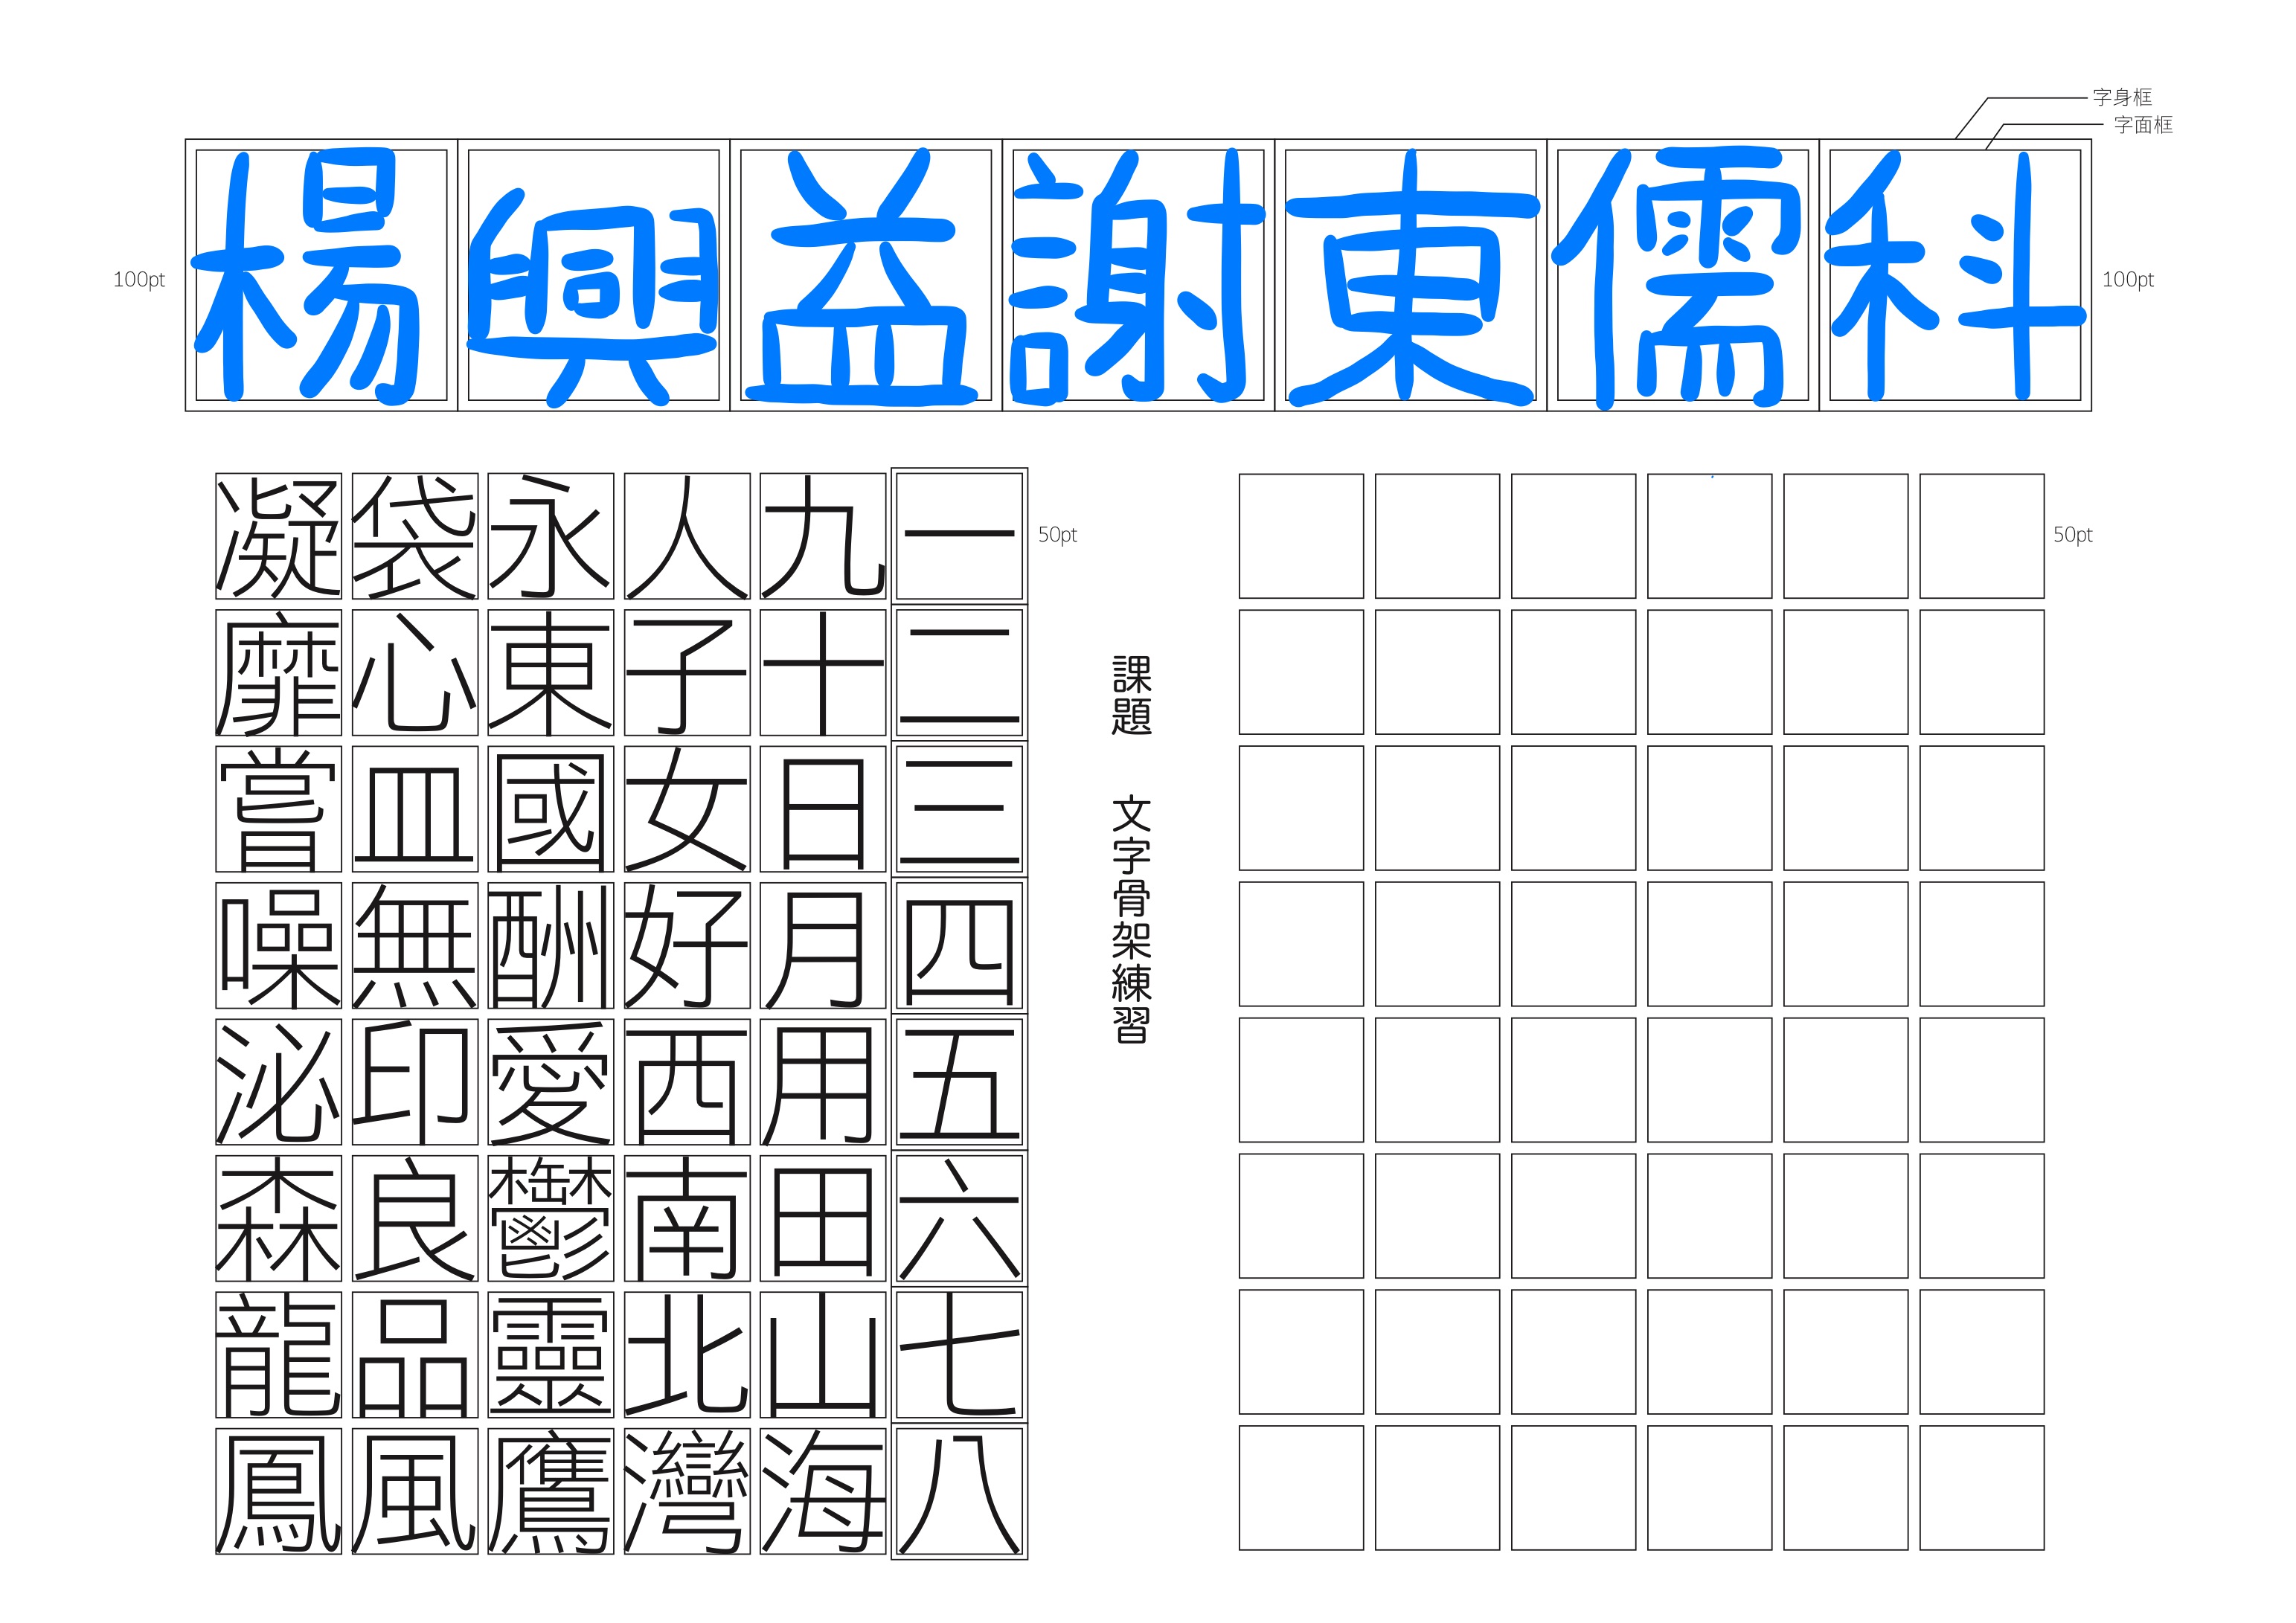 字身框
字面框
100pt
楊興益謝東儒科
100pt
課題 文字骨架練習
50pt
一二三四五六七八
九十日月用田山海
人子女好西南北灣
永東國酬愛鬱靈鷹
袋心皿無印良品風
凝靡嘗噪泌森龍鳳
50pt